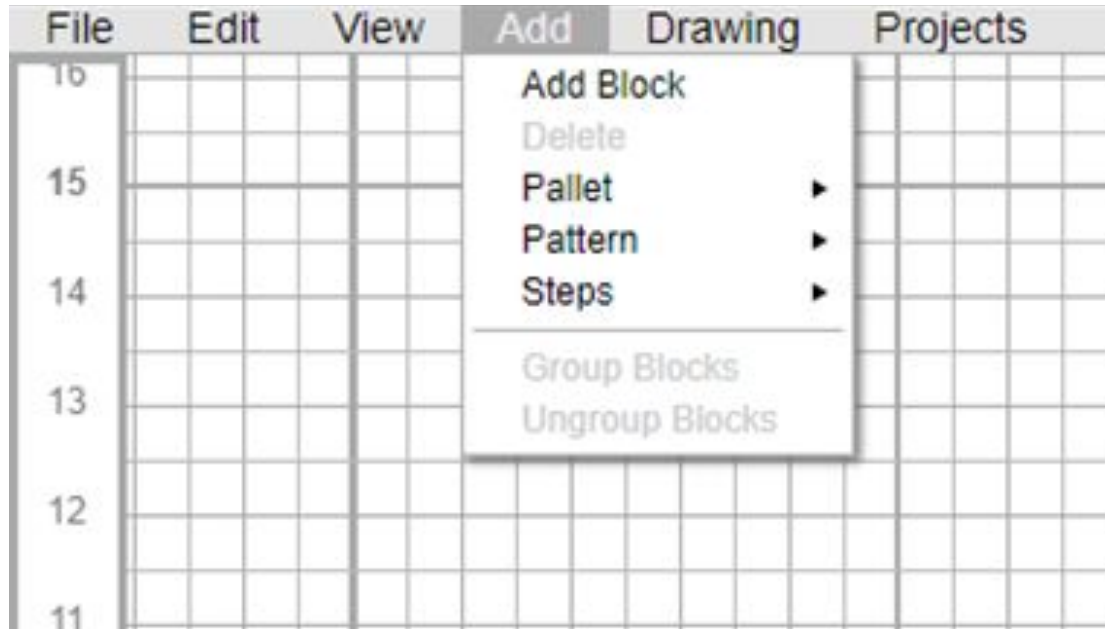 File Edit View Add Drawing Projects
16
Add Block
Delete
15
Pallet
Pattern
14
Steps
Group Blocks
13
Ungroup Blocks
12
11